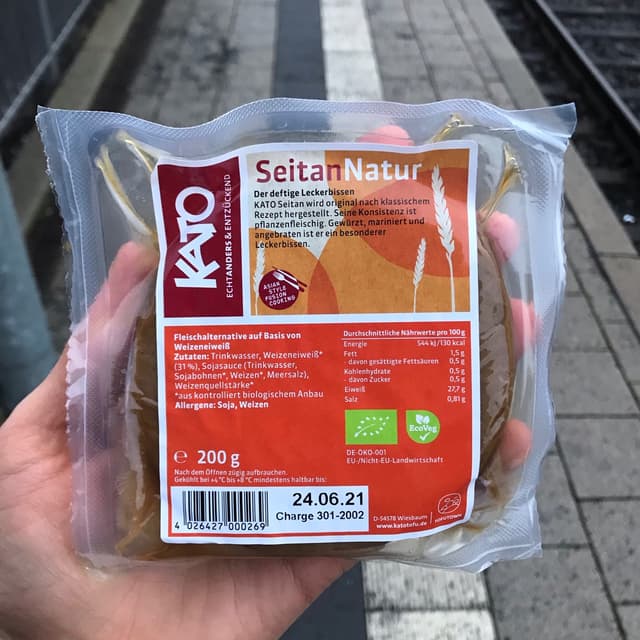 KATO
ECHTANDERS & ENTZÜCKEND
SeitanNatur
Der deftige Leckerbissen
KATO Seitan wird original nach klassischem
Rezept hergestellt. Seine Konsistenz ist
pflanzenfleischig. Gewürzt, mariniert und
angebraten ist er ein besonderer
Leckerbissen.
ASIAN
STYLE
FUSION
COOKING
Fleischalternative auf Basis von
Weizeneiweiß
Zutaten: Trinkwasser, Weizeneiweiß*
(31%), Sojasauce (Trinkwasser,
Sojabohnen*, Weizen*, Meersalz),
Weizenquellstärke*
*aus kontrolliert biologischem Anbau
Allergene: Soja, Weizen
Durchschnittliche Nährwerte pro 100g
Energie 544 kJ/130 kcal
Fett 1,5 g
- davon gesättigte Fettsäuren 0,5 g
Kohlenhydrate 0,5 g
- davon Zucker 0,5 g
Eiweiß 27,7 g
Salz 0,81 g
EcoVeg
DE-ÖKO-001
EU-/Nicht-EU-Landwirtschaft
℮ 200 g
Nach dem Öffnen zügig aufbrauchen.
Gekühlt bei +4°C bis +8°C mindestens haltbar bis:
24.06.21
Charge 301-2002
4 026427 000269
D-54578 Wiesbaum
www.katotofu.de
TOFUTOWN